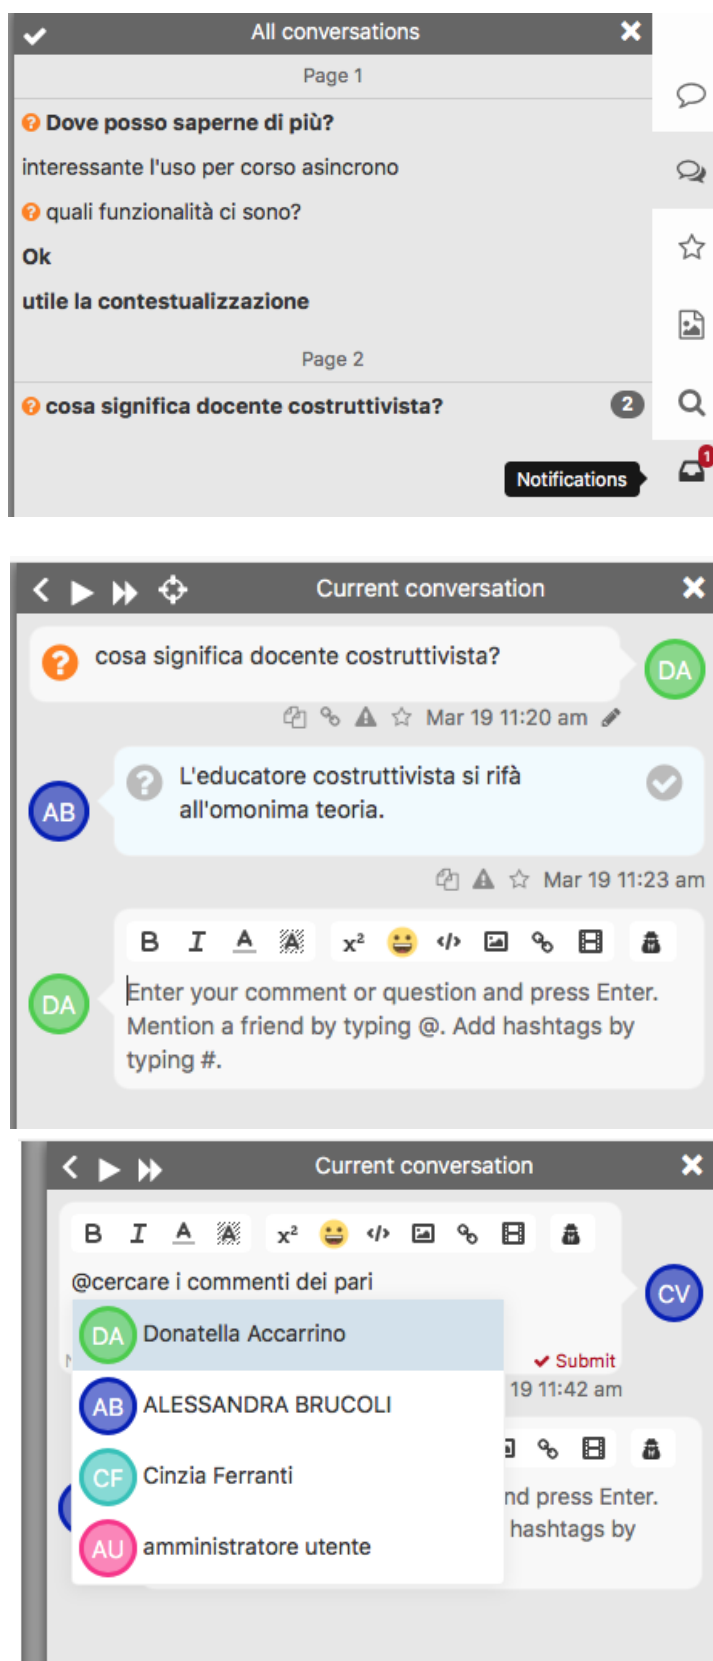 All conversations
Page 1
Dove posso saperne di più?
interessante l'uso per corso asincrono
quali funzionalità ci sono?
Ok
utile la contestualizzazione
Page 2
cosa significa docente costruttivista?
2
1
Notifications
Current conversation
cosa significa docente costruttivista?
DA
Mar 19 11:20 am
AB
L'educatore costruttivista si rifà
all'omonima teoria.
Mar 19 11:23 am
B I A A x² </>
DA
Enter your comment or question and press Enter.
Mention a friend by typing @. Add hashtags by
typing #.
Current conversation
B I A A x² </>
@cercare i commenti dei pari
CV
DA Donatella Accarrino
Submit
19 11:42 am
AB ALESSANDRA BRUCOLI
CF Cinzia Ferranti
nd press Enter.
hashtags by
AU amministratore utente